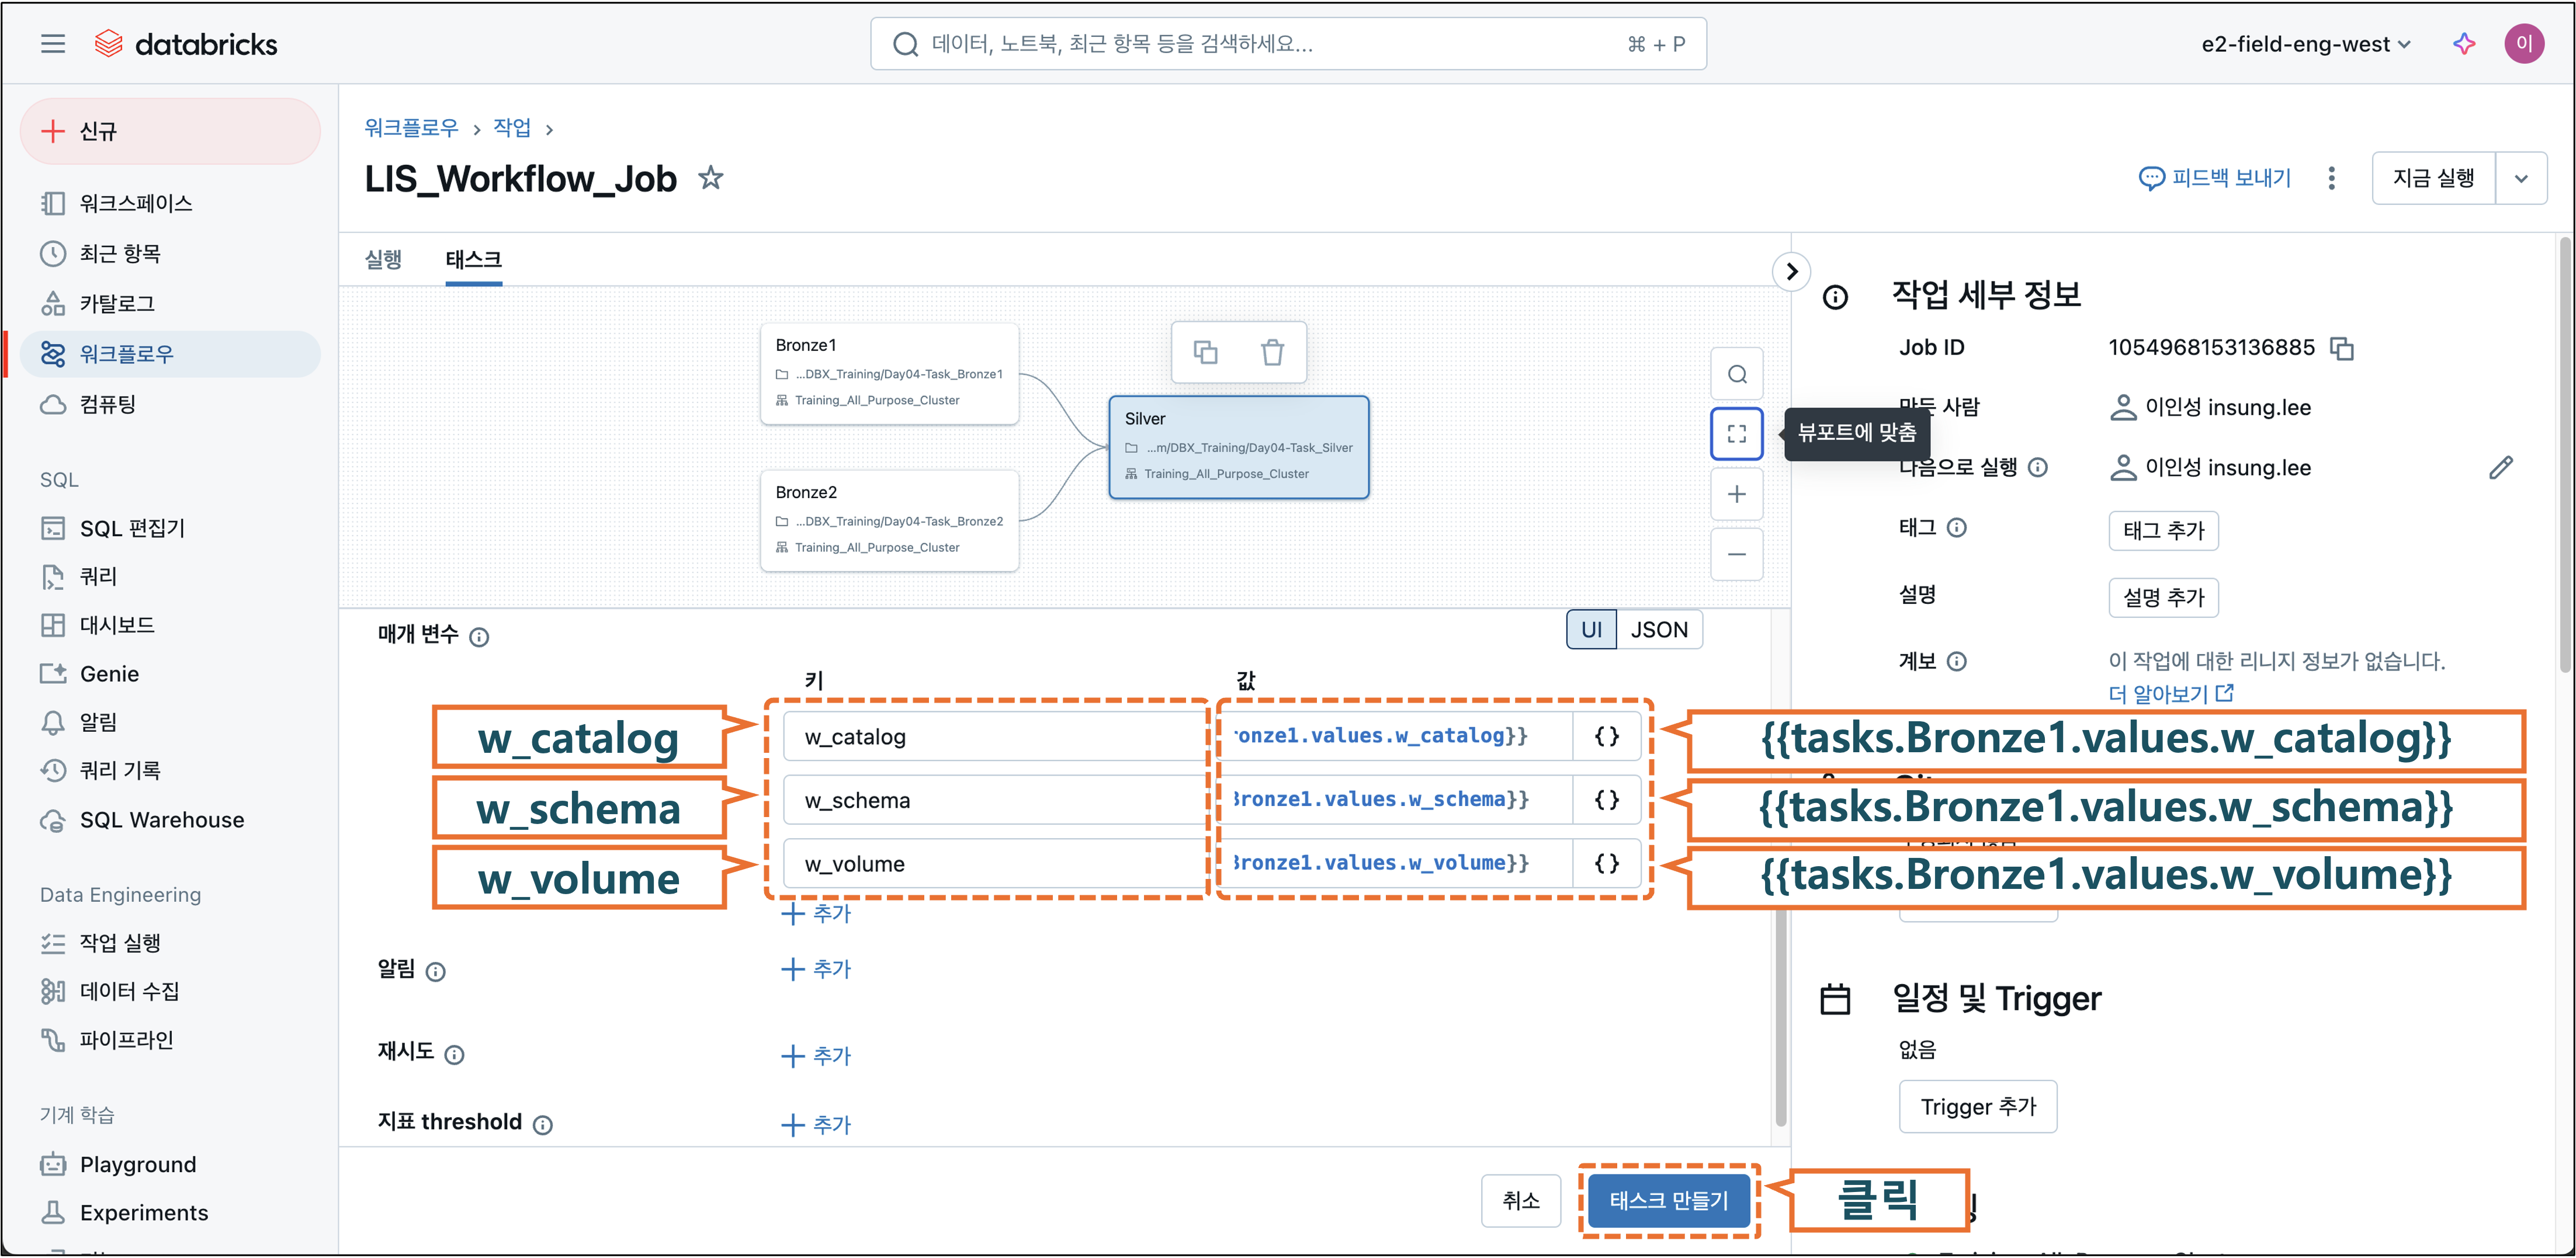 databricks
데이터, 노트북, 최근 항목 등을 검색하세요...
⌘ + P
e2-field-eng-west
이
신규
워크스페이스
최근 항목
카탈로그
워크플로우
컴퓨팅
SQL
SQL 편집기
쿼리
대시보드
Genie
알림
쿼리 기록
SQL Warehouse
Data Engineering
작업 실행
데이터 수집
파이프라인
기계 학습
Playground
Experiments
워크플로우 › 작업 ›
LIS_Workflow_Job
피드백 보내기
지금 실행
실행
태스크
Bronze1
...DBX_Training/Day04-Task_Bronze1
Training_All_Purpose_Cluster
Bronze2
...DBX_Training/Day04-Task_Bronze2
Training_All_Purpose_Cluster
Silver
...m/DBX_Training/Day04-Task_Silver
Training_All_Purpose_Cluster
뷰포트에 맞춤
매개 변수
UI
JSON
키
값
w_catalog
w_catalog
ronze1.values.w_catalog}}
{}
{{tasks.Bronze1.values.w_catalog}}
w_schema
w_schema
Bronze1.values.w_schema}}
{}
{{tasks.Bronze1.values.w_schema}}
w_volume
w_volume
Bronze1.values.w_volume}}
{}
{{tasks.Bronze1.values.w_volume}}
추가
알림
추가
재시도
추가
지표 threshold
추가
취소
태스크 만들기
클릭
작업 세부 정보
Job ID
1054968153136885
만든 사람
이인성 insung.lee
다음으로 실행
이인성 insung.lee
태그
태그 추가
설명
설명 추가
계보
이 작업에 대한 리니지 정보가 없습니다.
더 알아보기
일정 및 Trigger
없음
Trigger 추가